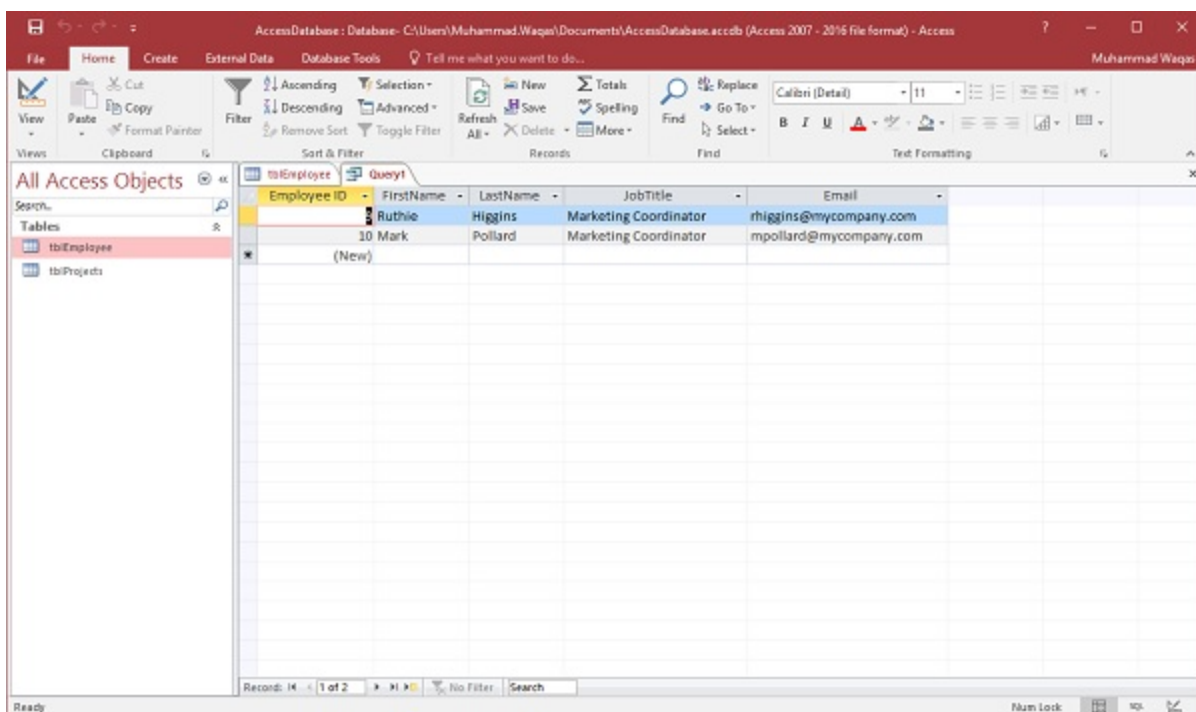 AccessDatabase : Database- C:\Users\Muhammad.Waqas\Documents\AccessDatabase.accdb (Access 2007 - 2016 file format) - Access
?
File Home Create External Data Database Tools Tell me what you want to do... Muhammad Waqas
View
Views
Paste
Cut
Copy
Format Painter
Clipboard
Filter
Ascending
Descending
Remove Sort
Selection
Advanced
Toggle Filter
Sort & Filter
Refresh All
New
Save
Delete
Totals
Spelling
More
Records
Find
Replace
Go To
Select
Find
Calibri (Detail) 11
B I U A
Text Formatting
All Access Objects
Search..
Tables
tblEmployee
tblProjects
tblEmployee Query1
Employee ID FirstName LastName JobTitle Email
Ruthie Higgins Marketing Coordinator rhiggins@mycompany.com
10 Mark Pollard Marketing Coordinator mpollard@mycompany.com
(New)
Record: 1 of 2 No Filter Search
Ready Num Lock SQL